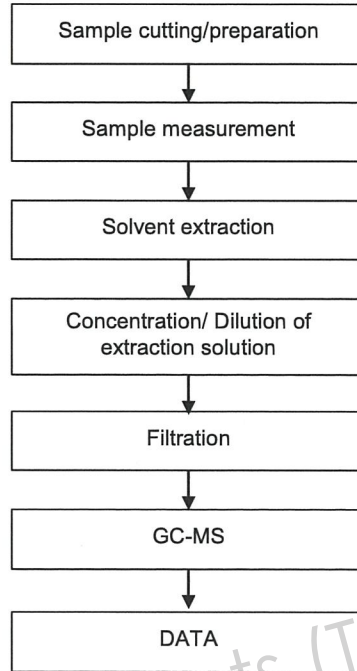 Sample cutting/preparation
Sample measurement
Solvent extraction
Concentration/ Dilution of
extraction solution
Filtration
GC-MS
DATA